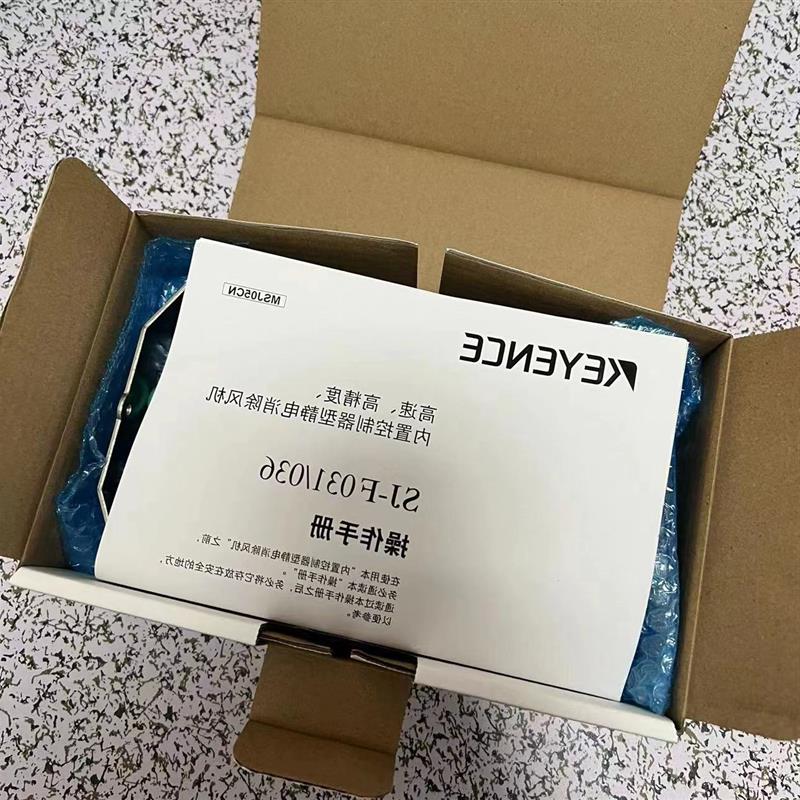 MSJ05CN
KEYENCE
高速、高精度、
内置控制器型静电消除风机
SJ-F031/036
操作手册
在使用本“内置控制器型静电消除风机”之前，
务必通读本“操作手册”。
通读过本操作手册之后，务必将它存放在安全的地方，
以便参考。